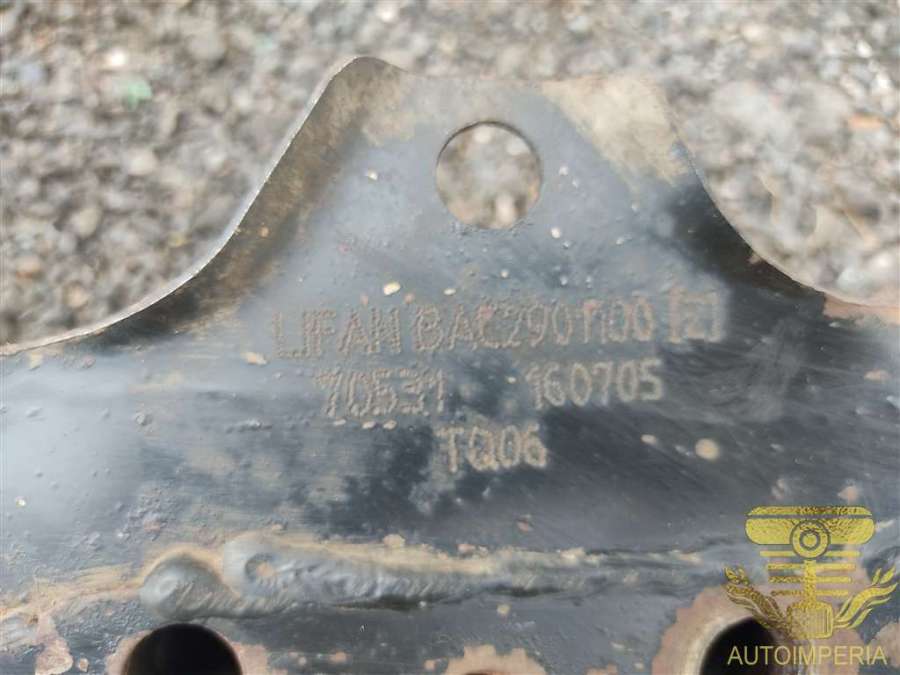 LIFAN BAC2901100 [Z]
70531 160705
TQ06
AUTOIMPERIA